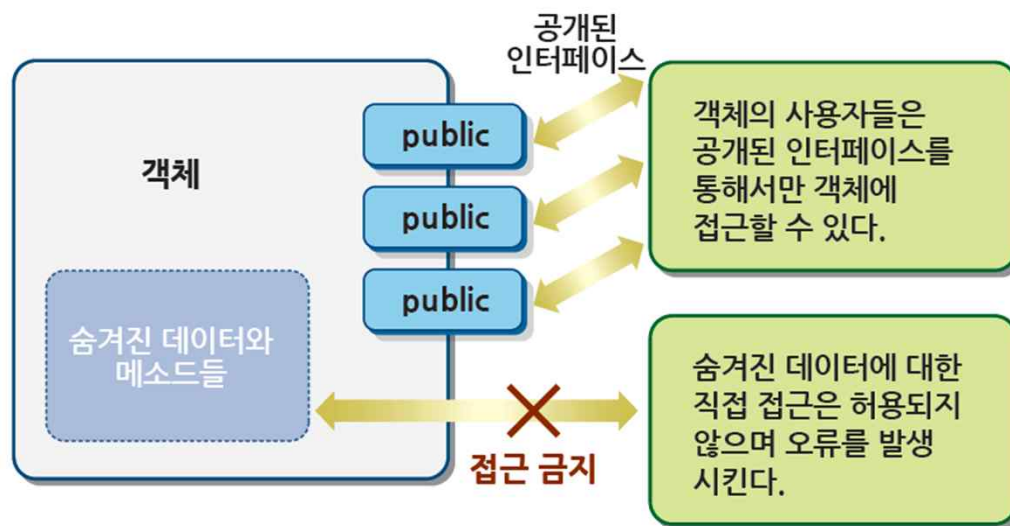 공개된
인터페이스
객체
public
public
public
객체의 사용자들은
공개된 인터페이스를
통해서만 객체에
접근할 수 있다.
숨겨진 데이터와
메소드들
접근 금지
숨겨진 데이터에 대한
직접 접근은 허용되지
않으며 오류를 발생
시킨다.